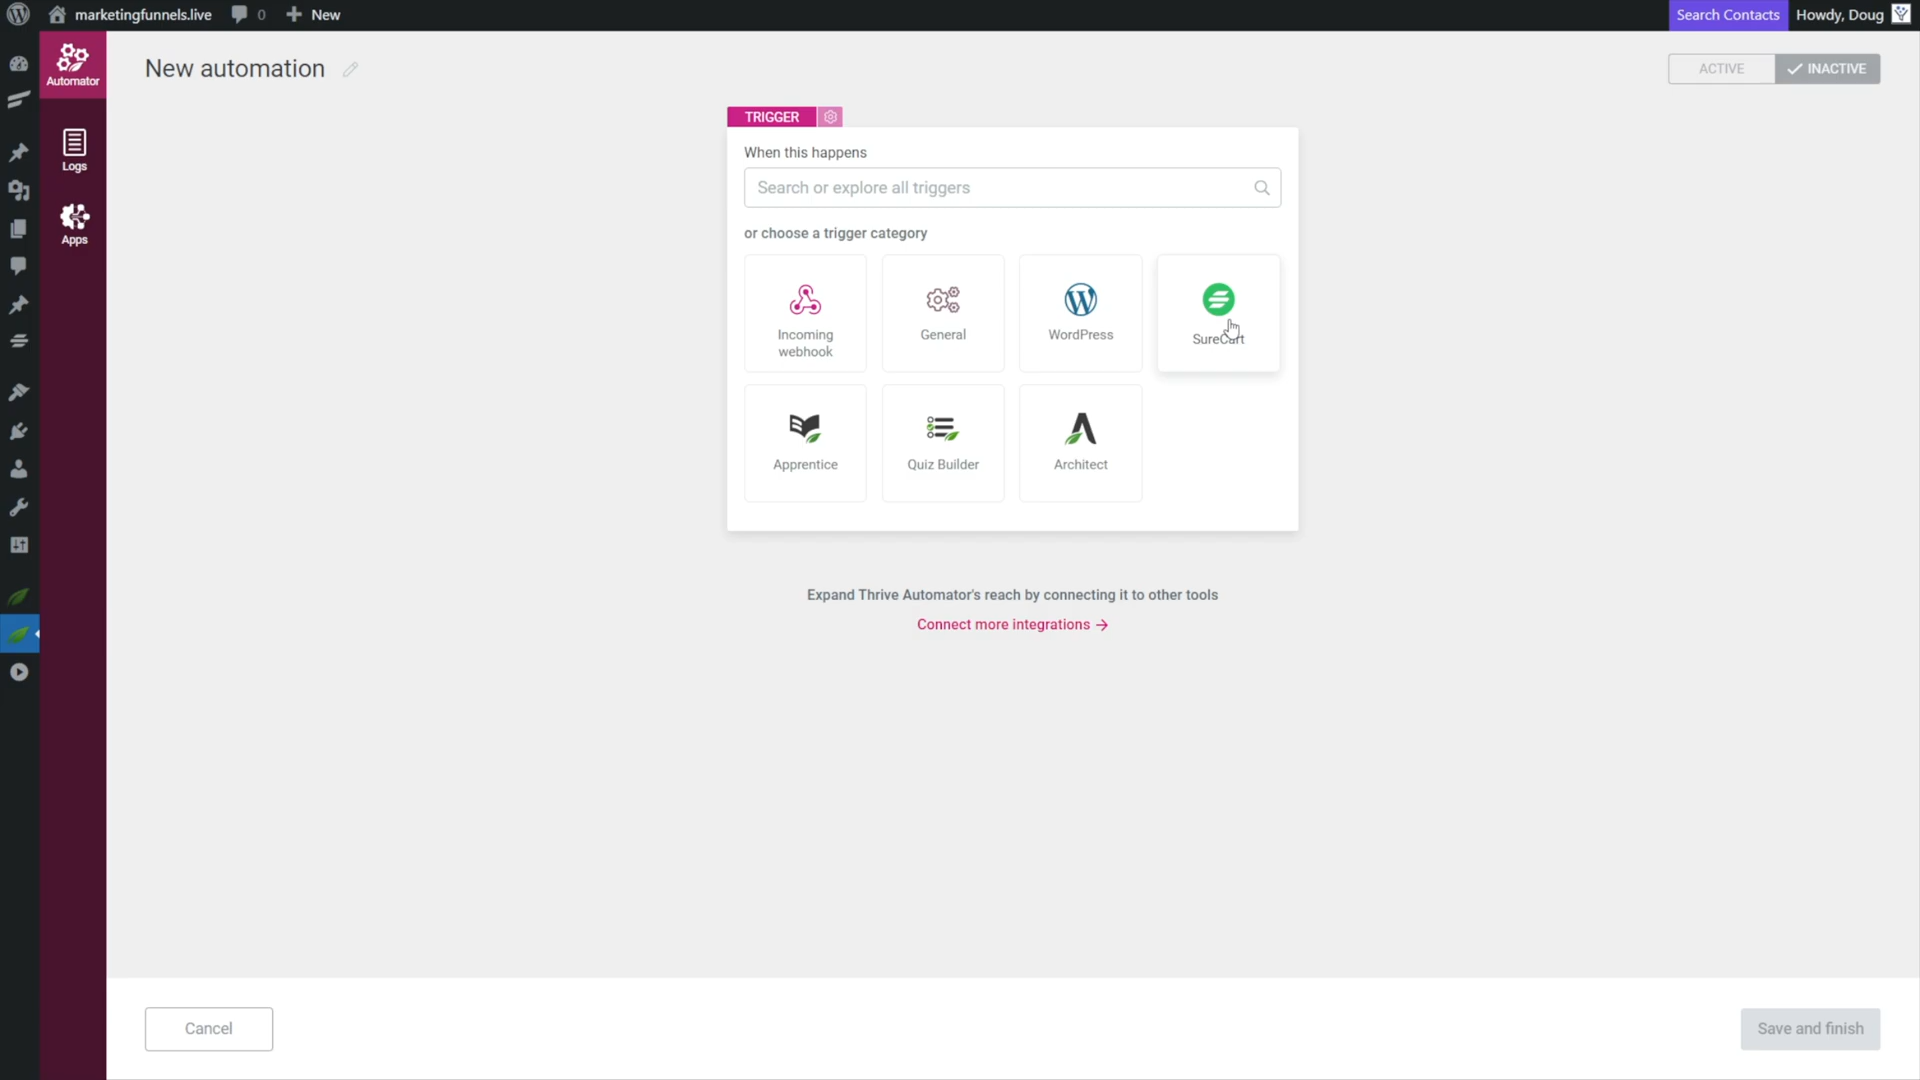 marketingfunnels.live 0 New
Search Contacts Howdy, Doug
Automator
Logs
Apps
New automation
ACTIVE INACTIVE
TRIGGER
When this happens
Search or explore all triggers
or choose a trigger category
Incoming
webhook
General
WordPress
SureCart
Apprentice
Quiz Builder
Architect
Expand Thrive Automator's reach by connecting it to other tools
Connect more integrations →
Cancel
Save and finish